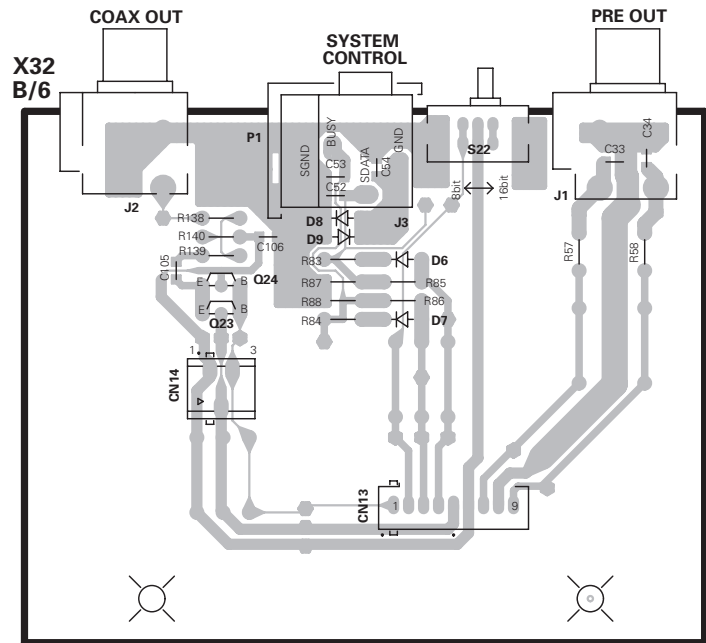 COAX OUT
PRE OUT
SYSTEM
CONTROL
X32
B/6
P1
SGND
BUSY
SDATA
GND
C53
C52
C54
S22
8bit
16bit
C33
C34
J2
J1
R138
D8
J3
R140
D9
C106
R139
R83
D6
R57
R58
C105
E
B
Q24
R87
R85
R88
R86
E
B
Q23
R84
D7
1
3
CN14
CN13
1
9